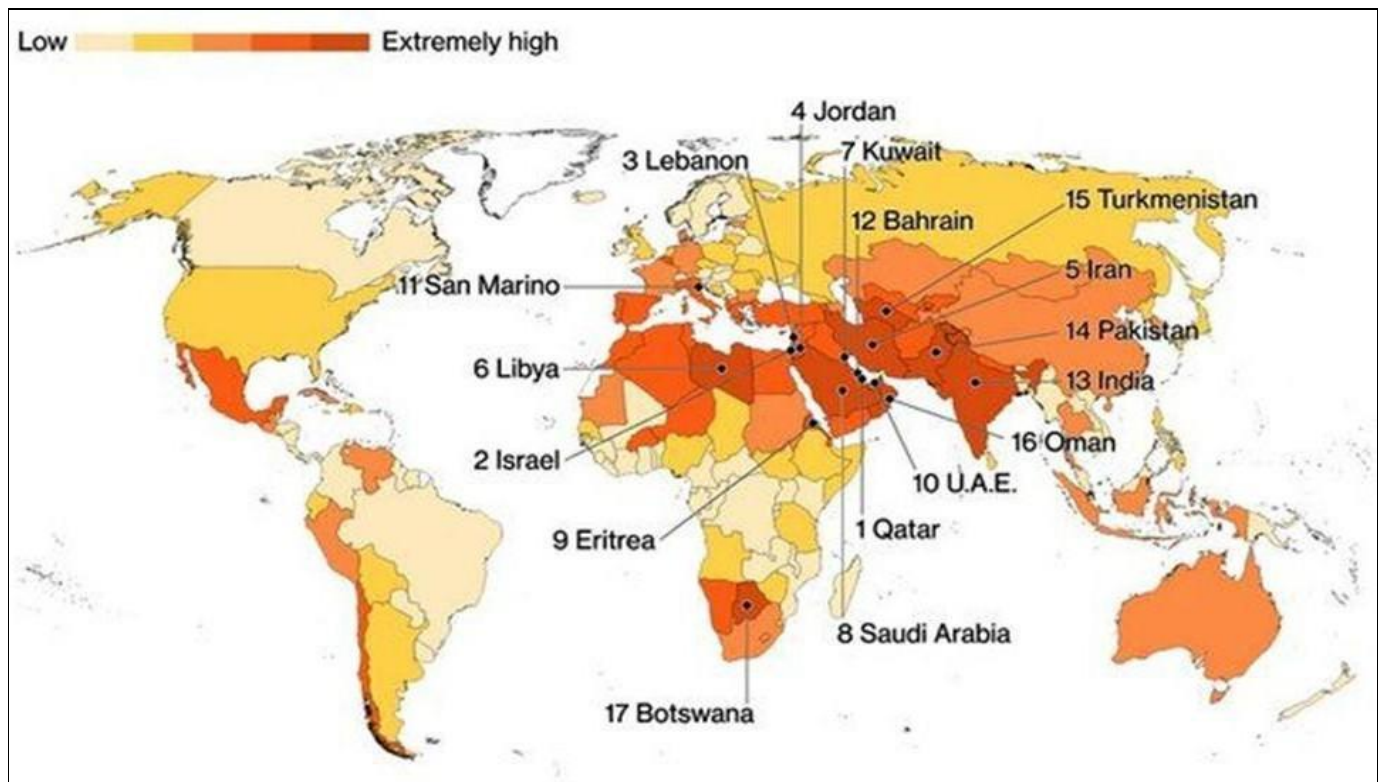 Low Extremely high
4 Jordan
3 Lebanon
7 Kuwait
15 Turkmenistan
12 Bahrain
5 Iran
11 San Marino
14 Pakistan
6 Libya
13 India
16 Oman
2 Israel
10 U.A.E.
1 Qatar
9 Eritrea
8 Saudi Arabia
17 Botswana